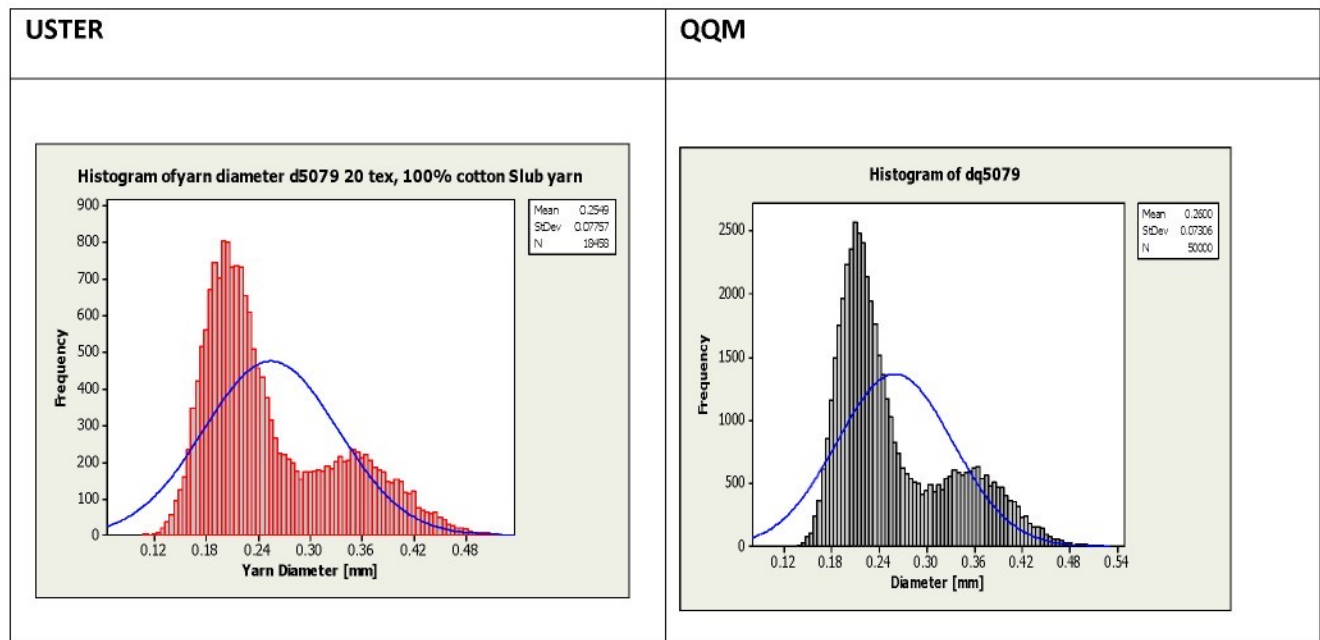 USTER
QQM
Histogram ofyarn diameter d5079 20 tex, 100% cotton Slub yarn
Mean 0.2549
StDev 0.07757
N 18458
900
800
700
600
500
400
300
200
100
0
Frequency
0.12 0.18 0.24 0.30 0.36 0.42 0.48
Yarn Diameter [mm]
Histogram of dq5079
Mean 0.2600
StDev 0.07306
N 50000
2500
2000
1500
1000
500
0
Frequency
0.12 0.18 0.24 0.30 0.36 0.42 0.48 0.54
Diameter [mm]